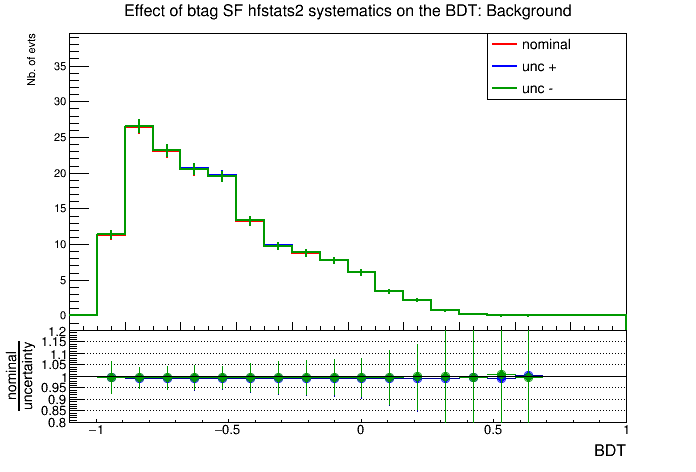 Effect of btag SF hfstats2 systematics on the BDT: Background
Nb. of evts
nominal
unc +
unc -
35
30
25
20
15
10
5
0
nominal
uncertainty
1.2
1.15
1.1
1.05
1
0.95
0.9
0.85
0.8
−1
−0.5
0
0.5
1
BDT